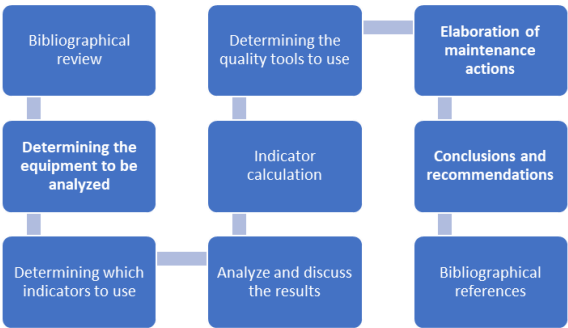 Bibliographical
review
Determining the
equipment to be
analyzed
Determining which
indicators to use
Analyze and discuss
the results
Indicator
calculation
Determining the
quality tools to use
Elaboration of
maintenance
actions
Conclusions and
recommendations
Bibliographical
references